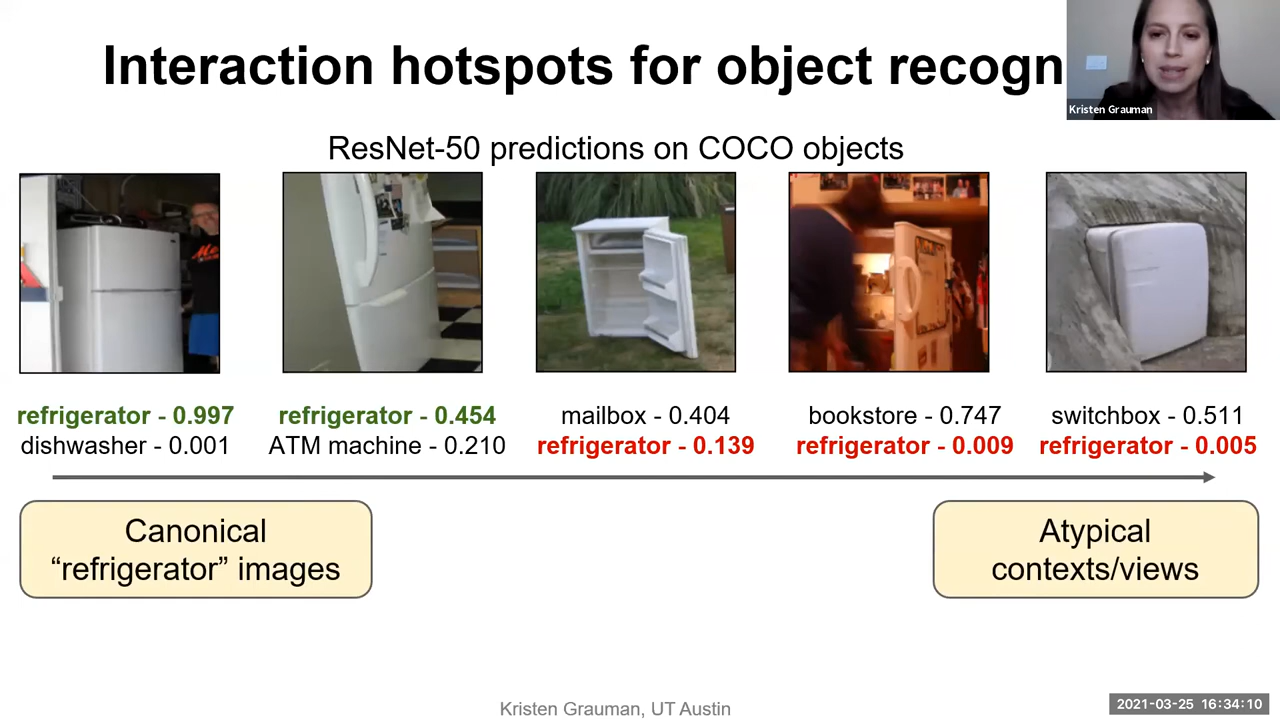 Interaction hotspots for object recogn
Kristen Grauman
ResNet-50 predictions on COCO objects
refrigerator - 0.997
dishwasher - 0.001
refrigerator - 0.454
ATM machine - 0.210
mailbox - 0.404
refrigerator - 0.139
bookstore - 0.747
refrigerator - 0.009
switchbox - 0.511
refrigerator - 0.005
Canonical
“refrigerator” images
Atypical
contexts/views
Kristen Grauman, UT Austin
2021-03-25 16:34:10